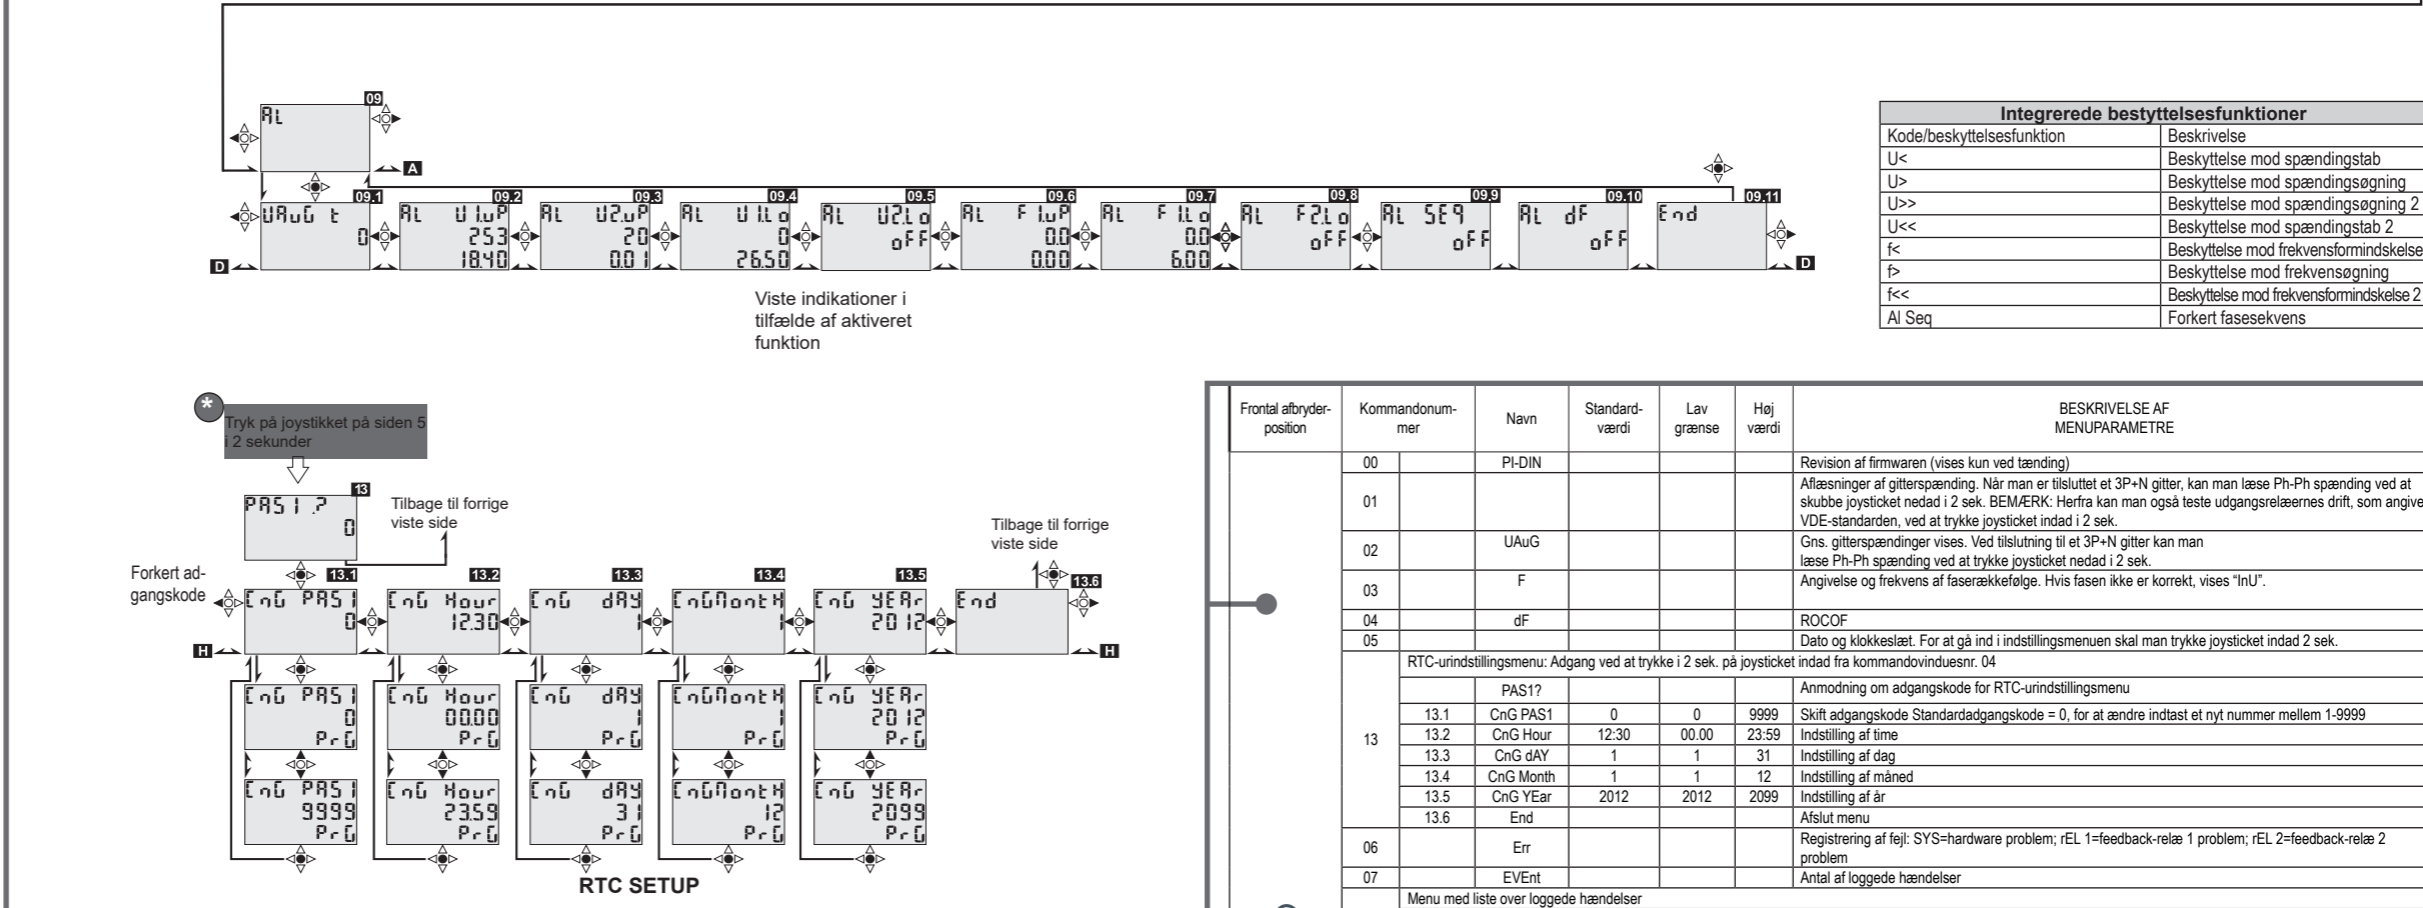 09
AL
A
09.1
UAuG t
0
09.2
AL U1.uP
253
18.40
09.3
AL U2.uP
20
0.01
09.4
AL U1.Lo
0
26.50
09.5
AL U2.Lo
oFF
09.6
AL F1.uP
0.0
0.00
09.7
AL F1.Lo
0.0
6.00
09.8
AL F2.Lo
oFF
09.9
AL SEq
oFF
09.10
AL dF
oFF
09.11
End
D
D
Viste indikationer i
tilfælde af aktiveret
funktion
Integrerede bestyttelsesfunktioner
Kode/beskyttelsesfunktion Beskrivelse
U< Beskyttelse mod spændingstab
U> Beskyttelse mod spændingsøgning
U>> Beskyttelse mod spændingsøgning 2
U<< Beskyttelse mod spændingstab 2
f< Beskyttelse mod frekvensformindskelse
f> Beskyttelse mod frekvensøgning
f<< Beskyttelse mod frekvensformindskelse 2
Al Seq Forkert fasesekvens
*
Tryk på joystikket på siden 5
i 2 sekunder
13
PAS1.?
0
Tilbage til forrige
viste side
Tilbage til forrige
viste side
Forkert ad-
gangskode
13.1
CnG PAS1
0
13.2
CnG Hour
12.30
13.3
CnG dAY
1
13.4
CnGMontH
1
13.5
CnG YEAr
2012
13.6
End
H
H
CnG PAS1
0
PrG
CnG Hour
00.00
PrG
CnG dAY
1
PrG
CnGMontH
1
PrG
CnG YEAr
2012
PrG
CnG PAS1
9999
PrG
CnG Hour
23.59
PrG
CnG dAY
31
PrG
CnGMontH
12
PrG
CnG YEAr
2099
PrG
RTC SETUP
Frontal afbryder-
position
Kommandonum-
mer
Navn
Standard-
værdi
Lav
grænse
Høj
værdi
BESKRIVELSE AF
MENUPARAMETRE
00 PI-DIN Revision af firmwaren (vises kun ved tænding)
01 Aflæsninger af gitterspænding. Når man er tilsluttet et 3P+N gitter, kan man læse Ph-Ph spænding ved at
skubbe joysticket nedad i 2 sek. BEMÆRK: Herfra kan man også teste udgangsrelæernes drift, som angive
VDE-standarden, ved at trykke joysticket indad i 2 sek.
02 UAuG Gns. gitterspændinger vises. Ved tilslutning til et 3P+N gitter kan man
læse Ph-Ph spænding ved at trykke joysticket nedad i 2 sek.
03 F Angivelse og frekvens af faserækkefølge. Hvis fasen ikke er korrekt, vises “InU”.
04 dF ROCOF
05 Dato og klokkeslæt. For at gå ind i indstillingsmenuen skal man trykke joysticket indad 2 sek.
13 RTC-urindstillingsmenu: Adgang ved at trykke i 2 sek. på joysticket indad fra kommandovinduesnr. 04
PAS1? Anmodning om adgangskode for RTC-urindstillingsmenu
13.1 CnG PAS1 0 0 9999 Skift adgangskode Standardadgangskode = 0, for at ændre indtast et nyt nummer mellem 1-9999
13.2 CnG Hour 12:30 00.00 23:59 Indstilling af time
13.3 CnG dAY 1 1 31 Indstilling af dag
13.4 CnG Month 1 1 12 Indstilling af måned
13.5 CnG YEar 2012 2012 2099 Indstilling af år
13.6 End Afslut menu
06 Err Registrering af fejl: SYS=hardware problem; rEL 1=feedback-relæ 1 problem; rEL 2=feedback-relæ 2
problem
07 EVEnt Antal af loggede hændelser
Menu med liste over loggede hændelser